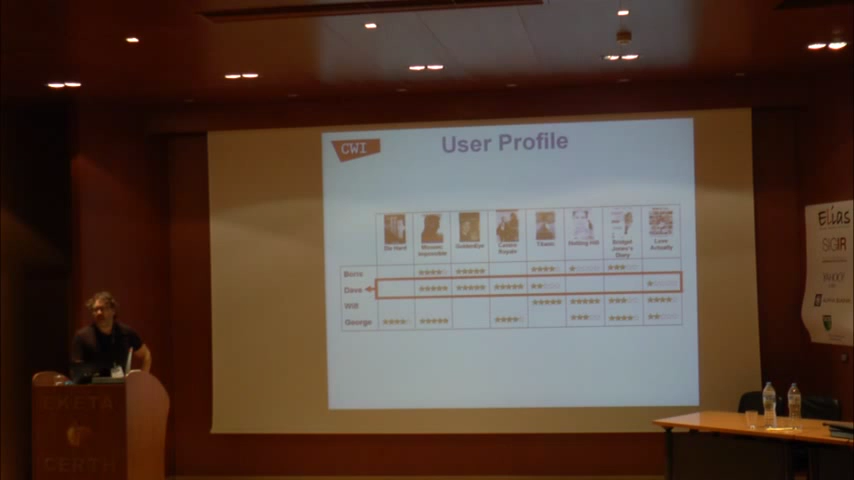 CWI
User Profile
Die Hard
Mission: Impossible
GoldenEye
Casino Royale
Titanic
Notting Hill
Bridget Jones's Diary
Love Actually
Boris
Dave
Will
George
Elias
SIGIR
YAHOO!
EKETA
CERTH